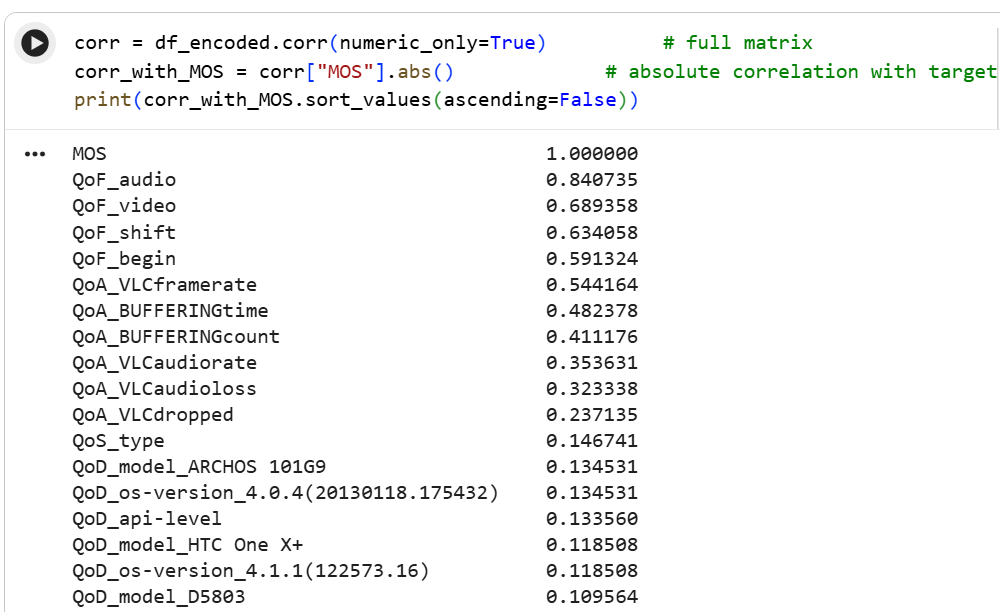 corr = df_encoded.corr(numeric_only=True)          # full matrix
corr_with_MOS = corr["MOS"].abs()             # absolute correlation with target
print(corr_with_MOS.sort_values(ascending=False))
MOS                                     1.000000
QoF_audio                               0.840735
QoF_video                               0.689358
QoF_shift                               0.634058
QoF_begin                               0.591324
QoA_VLCframerate                        0.544164
QoA_BUFFERINGtime                       0.482378
QoA_BUFFERINGcount                      0.411176
QoA_VLCaudiorate                        0.353631
QoA_VLCaudioloss                        0.323338
QoA_VLCdropped                          0.237135
QoS_type                                0.146741
QoD_model_ARCHOS 101G9                  0.134531
QoD_os-version_4.0.4(20130118.175432)    0.134531
QoD_api-level                           0.133560
QoD_model_HTC One X+                    0.118508
QoD_os-version_4.1.1(122573.16)         0.118508
QoD_model_D5803                         0.109564